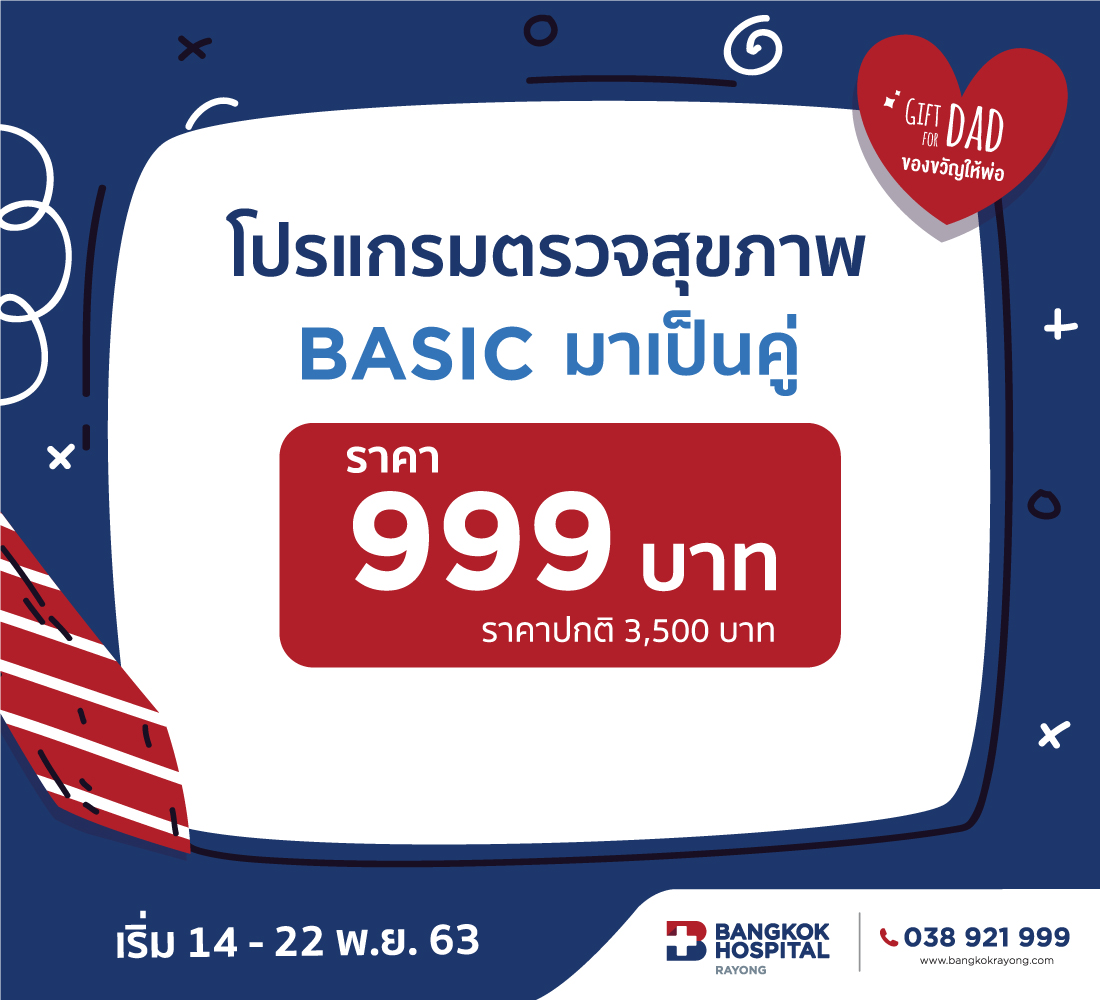 GIFT FOR DAD
ของขวัญให้พ่อ
โปรแกรมตรวจสุขภาพ
BASIC มาเป็นคู่
ราคา
999 บาท
ราคาปกติ 3,500 บาท
เริ่ม 14 - 22 พ.ย. 63
BANGKOK
HOSPITAL
RAYONG
038 921 999
www.bangkokrayong.com